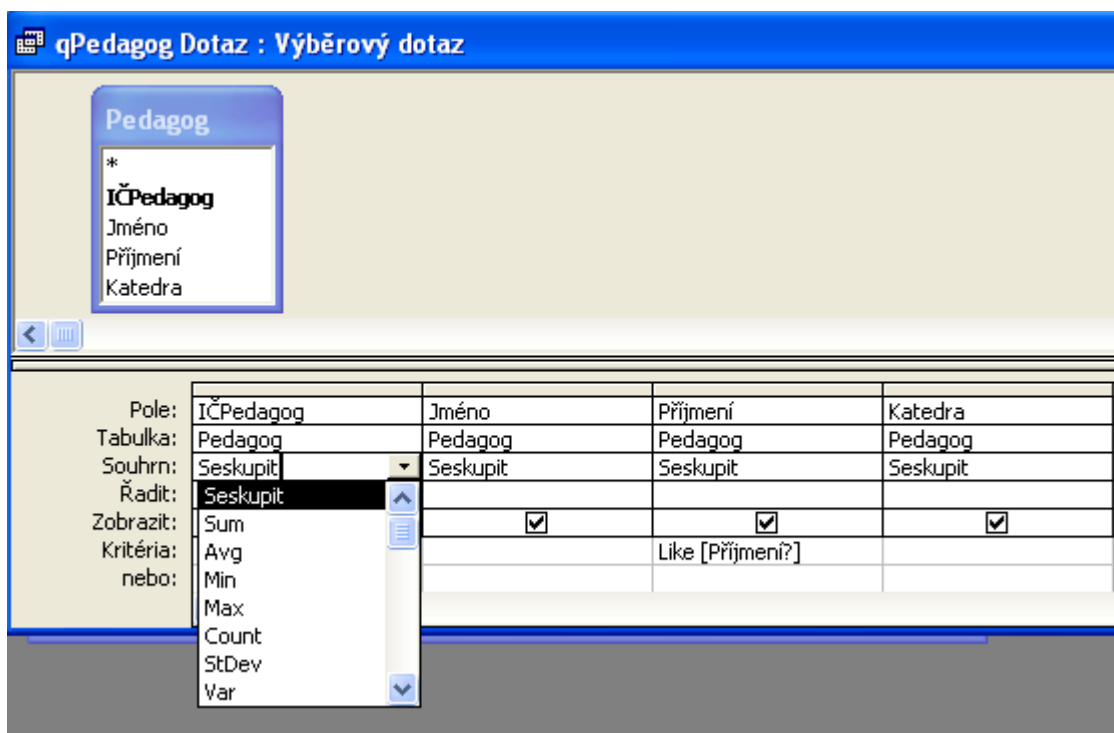 qPedagog Dotaz : Výběrový dotaz
Pedagog
*
IČPedagog
Jméno
Příjmení
Katedra
Pole: IČPedagog Jméno Příjmení Katedra
Tabulka: Pedagog Pedagog Pedagog Pedagog
Souhrn: Seskupit Seskupit Seskupit Seskupit
Řadit: Seskupit
Zobrazit: Sum
Kritéria: Avg Like [Příjmení?]
nebo: Min
Max
Count
StDev
Var